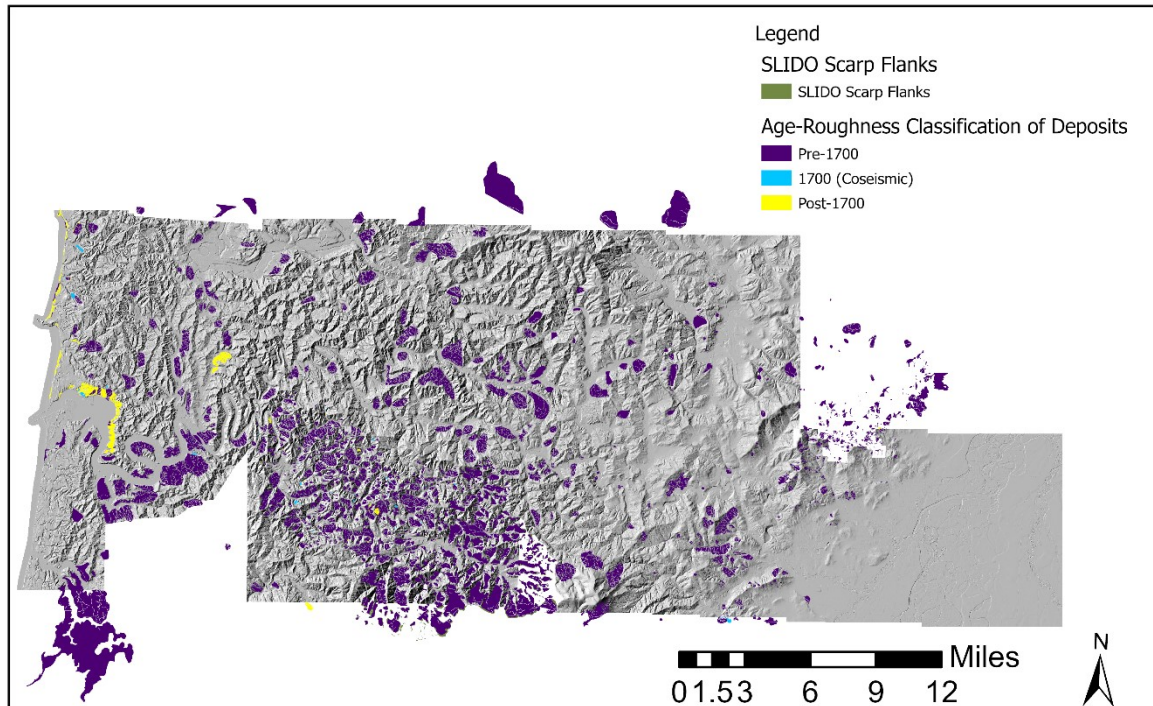 Legend
SLIDO Scarp Flanks
SLIDO Scarp Flanks
Age-Roughness Classification of Deposits
Pre-1700
1700 (Coseismic)
Post-1700
Miles
0 1.5 3 6 9 12
N